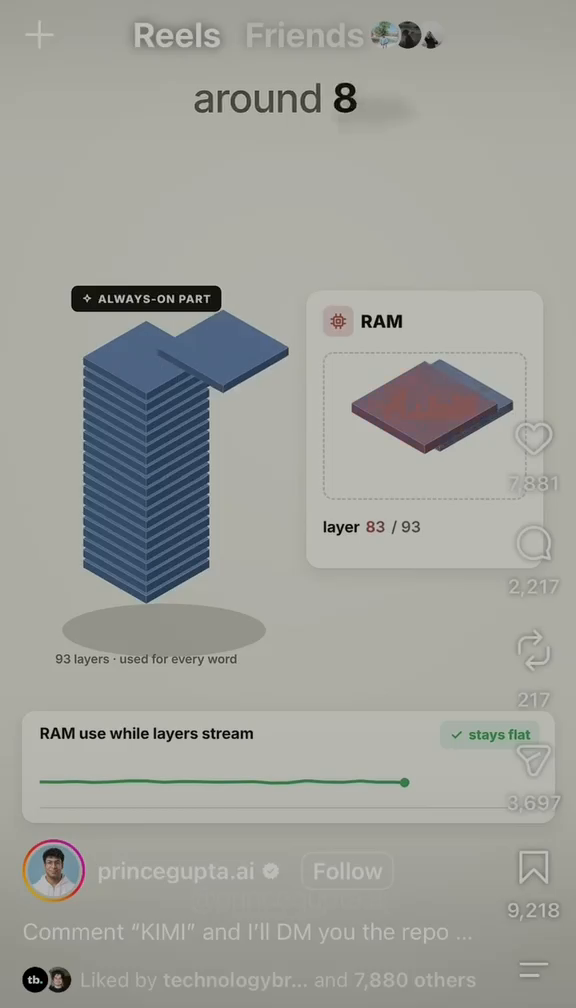 Reels Friends
around 8
ALWAYS-ON PART
RAM
layer 83 / 93
7,881
2,217
93 layers · used for every word
217
RAM use while layers stream
stays flat
3,697
princegupta.ai
Follow
9,218
Comment “KIMI” and I’ll DM you the repo ...
tb.
Liked by technologybr... and 7,880 others